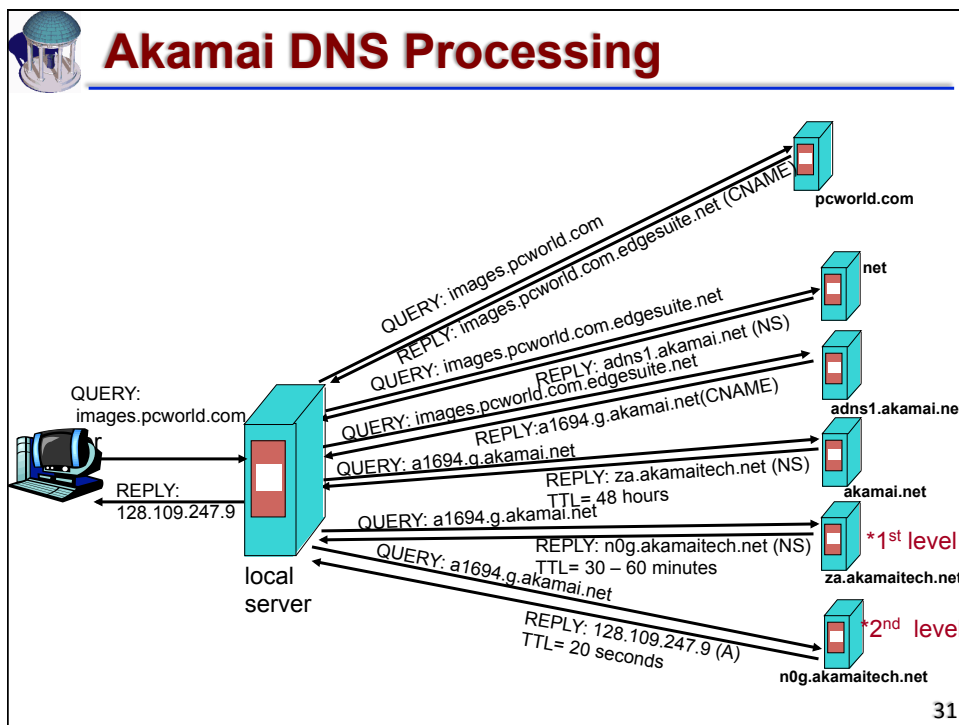 Akamai DNS Processing
pcworld.com
QUERY: images.pcworld.com
REPLY: images.pcworld.com.edgesuite.net (CNAME)
net
QUERY: images.pcworld.com.edgesuite.net
REPLY: adns1.akamai.net (NS)
adns1.akamai.ne
QUERY: images.pcworld.com.edgesuite.net
REPLY:a1694.g.akamai.net(CNAME)
QUERY:
images.pcworld.com
REPLY:
128.109.247.9
local
server
akamai.net
QUERY: a1694.g.akamai.net
REPLY: za.akamaitech.net (NS)
TTL= 48 hours
QUERY: a1694.g.akamai.net
REPLY: n0g.akamaitech.net (NS)
TTL= 30 – 60 minutes
*1st level
za.akamaitech.net
QUERY: a1694.g.akamai.net
REPLY: 128.109.247.9 (A)
TTL= 20 seconds
*2nd level
n0g.akamaitech.net
31